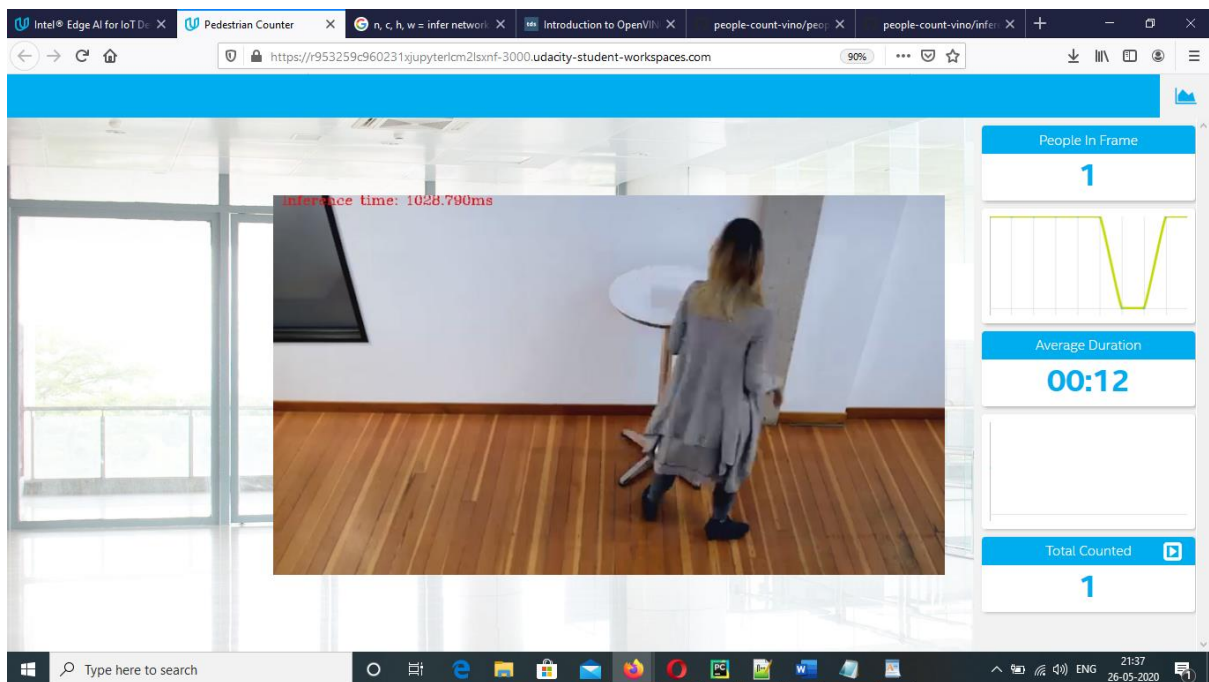 Intel® Edge AI for IoT De
Pedestrian Counter
n, c, h, w = infer network
Introduction to OpenVIN
people-count-vino/peop
people-count-vino/infere
https://r953259c960231xjupyterlcm2lsxnf-3000.udacity-student-workspaces.com
90%
People In Frame
1
Inference time: 1028.790ms
Average Duration
00:12
Total Counted
1
Type here to search
ENG
21:37
26-05-2020